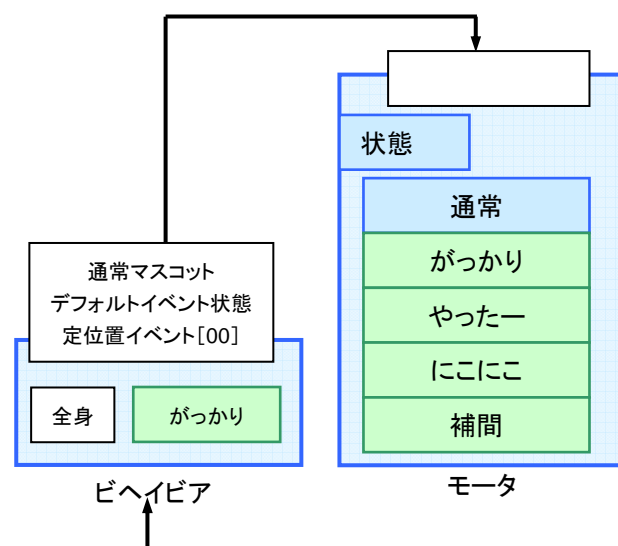 状態
通常
がっかり
やったー
にこにこ
補間
モータ
通常マスコット
デフォルトイベント状態
定位置イベント[00]
全身
がっかり
ビヘイビア